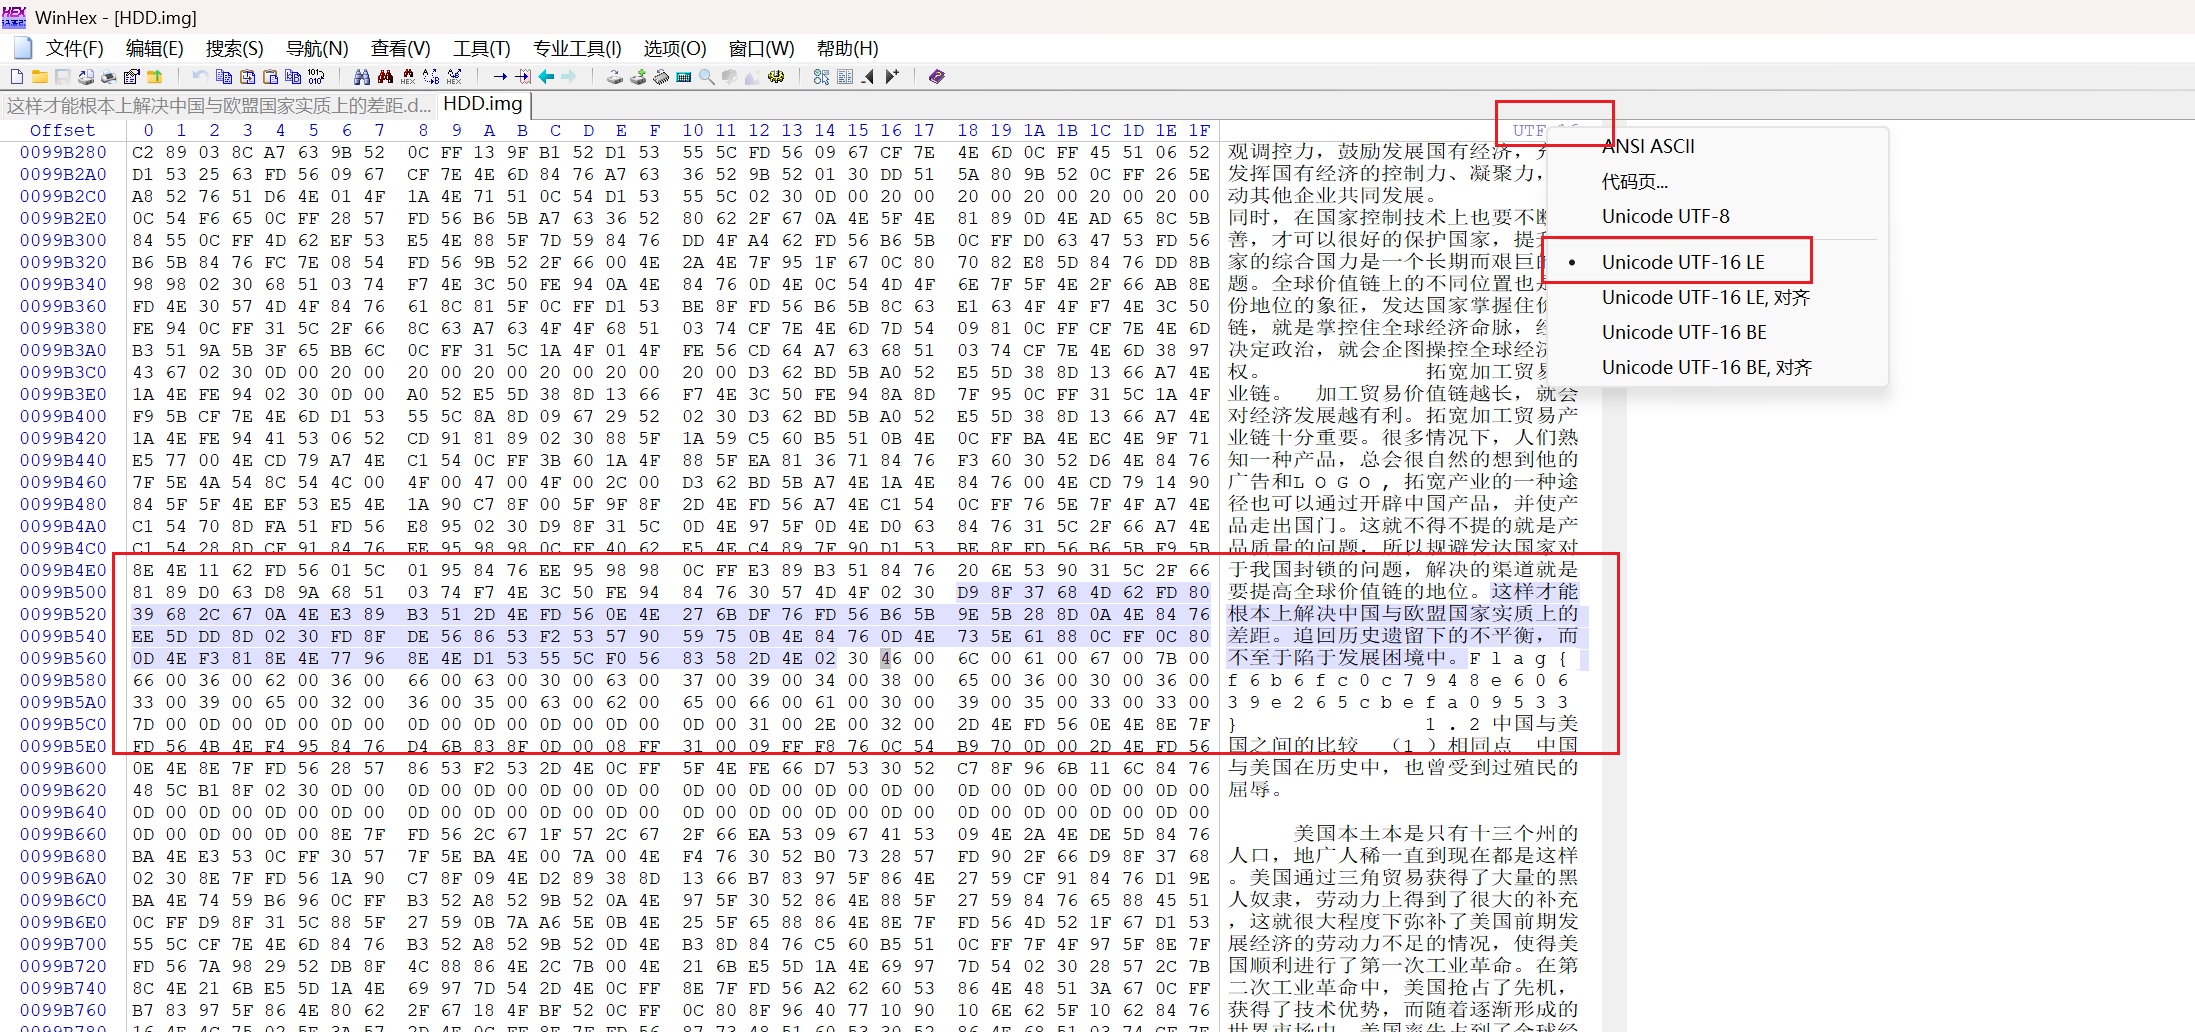 WinHex - [HDD.img]
文件(F) 编辑(E) 搜索(S) 导航(N) 查看(V) 工具(T) 专业工具(I) 选项(O) 窗口(W) 帮助(H)
这样才能根本上解决中国与欧盟国家实质上的差距.d... HDD.img
Offset 0 1 2 3 4 5 6 7 8 9 A B C D E F 10 11 12 13 14 15 16 17 18 19 1A 1B 1C 1D 1E 1F
ANSI ASCII
代码页...
Unicode UTF-8
Unicode UTF-16 LE
Unicode UTF-16 LE, 对齐
Unicode UTF-16 BE
Unicode UTF-16 BE, 对齐
0099B280 C2 89 03 8C A7 63 9B 52 0C FF 13 9F B1 52 D1 53 55 5C FD 56 09 67 CF 7E 4E 6D 0C FF 45 51 06 52 观调控力，鼓励发展国有经济，
0099B2A0 D1 53 25 63 FD 56 09 67 CF 7E 4E 6D 84 76 A7 63 36 52 9B 52 01 30 DD 51 5A 80 9B 52 0C FF 26 5E 发挥国有经济的控制力、凝聚力，
0099B2C0 A8 52 76 51 D6 4E 01 4F 1A 4E 71 51 0C 54 D1 53 55 5C 02 30 0D 00 20 00 20 00 20 00 20 00 20 00 动其他企业共同发展。
0099B2E0 0C 54 F6 65 0C FF 28 57 FD 56 B6 5B A7 63 36 52 80 62 2F 67 0A 4E 5F 4E 81 89 0D 4E AD 65 8C 5B 同时，在国家控制技术上也要不断
0099B300 84 55 0C FF 4D 62 EF 53 E5 4E 88 5F 7D 59 84 76 DD 4F A4 62 FD 56 B6 5B 0C FF D0 63 47 53 FD 56 善，才可以很好的保护国家，提
0099B320 B6 5B 84 76 FC 7E 08 54 FD 56 9B 52 2F 66 00 4E 2A 4E 7F 95 1F 67 0C 80 70 82 E8 5D 84 76 DD 8B 家的综合国力是一个长期而艰巨的
0099B340 98 98 02 30 68 51 03 74 F7 4E 3C 50 FE 94 0A 4E 84 76 0D 4E 0C 54 4D 4F 6E 7F 5F 4E 2F 66 AB 8E 题。全球价值链上的不同位置也是
0099B360 FD 4E 30 57 4D 4F 84 76 61 8C 81 5F 0C FF D1 53 BE 8F FD 56 B6 5B 8C 63 E1 63 4F 4F F7 4E 3C 50 份地位的象征，发达国家掌握住价
0099B380 FE 94 0C FF 31 5C 2F 66 8C 63 A7 63 4F 4F 68 51 03 74 CF 7E 4E 6D 7D 54 09 81 0C FF CF 7E 4E 6D 链，就是掌控住全球经济命脉，经
0099B3A0 B3 51 9A 5B 3F 65 BB 6C 0C FF 31 5C 1A 4F 01 4F FE 56 CD 64 A7 63 68 51 03 74 CF 7E 4E 6D 38 97 决定政治，就会企图操控全球经济
0099B3C0 43 67 02 30 0D 00 20 00 20 00 20 00 20 00 20 00 20 00 D3 62 BD 5B A0 52 E5 5D 38 8D 13 66 A7 4E 权。 拓宽加工贸易
0099B3E0 1A 4E FE 94 02 30 0D 00 A0 52 E5 5D 38 8D 13 66 F7 4E 3C 50 FE 94 8A 8D 7F 95 0C FF 31 5C 1A 4F 业链。 加工贸易价值链越长，就会
0099B400 F9 5B CF 7E 4E 6D D1 53 55 5C 8A 8D 09 67 29 52 02 30 D3 62 BD 5B A0 52 E5 5D 38 8D 13 66 A7 4E 对经济发展越有利。拓宽加工贸易产
0099B420 1A 4E FE 94 41 53 06 52 CD 91 81 89 02 30 88 5F 1A 59 C5 60 B5 51 0B 4E 0C FF BA 4E EC 4E 9F 71 业链十分重要。很多情况下，人们熟
0099B440 E5 77 00 4E CD 79 A7 4E C1 54 0C FF 3B 60 1A 4F 88 5F EA 81 36 71 84 76 F3 60 30 52 D6 4E 84 76 知一种产品，总会很自然的想到他的
0099B460 7F 5E 4A 54 8C 54 4C 00 4F 00 47 00 4F 00 2C 00 D3 62 BD 5B A7 4E 1A 4E 84 76 00 4E CD 79 14 90 广告和LOGO,拓宽产业的一种途
0099B480 84 5F 5F 4E EF 53 E5 4E 1A 90 C7 8F 00 5F 9F 8F 2D 4E FD 56 A7 4E C1 54 0C FF 76 5E 7F 4F A7 4E 径也可以通过开辟中国产品，并使产
0099B4A0 C1 54 70 8D FA 51 FD 56 E8 95 02 30 D9 8F 31 5C 0D 4E 97 5F 0D 4E D0 63 84 76 31 5C 2F 66 A7 4E 品走出国门。这就不得不提的就是产
0099B4C0 C1 54 28 8D CF 91 84 76 EE 95 98 98 0C FF 40 62 E5 4E C4 89 7F 90 D1 53 BE 8F FD 56 B6 5B F9 5B 品质量的问题，所以规避发达国家对
0099B4E0 8E 4E 11 62 FD 56 01 5C 01 95 84 76 EE 95 98 98 0C FF E3 89 B3 51 84 76 20 6E 53 90 31 5C 2F 66 于我国封锁的问题，解决的渠道就是
0099B500 81 89 D0 63 D8 9A 68 51 03 74 F7 4E 3C 50 FE 94 84 76 30 57 4D 4F 02 30 D9 8F 37 68 4D 62 FD 80 要提高全球价值链的地位。这样才能
0099B520 39 68 2C 67 0A 4E E3 89 B3 51 2D 4E FD 56 0E 4E 27 6B DF 76 FD 56 B6 5B 9E 5B 28 8D 0A 4E 84 76 根本上解决中国与欧盟国家实质上的
0099B540 EE 5D DD 8D 02 30 FD 8F DE 56 86 53 F2 53 57 90 59 75 0B 4E 84 76 0D 4E 73 5E 61 88 0C FF 0C 80 差距。追回历史遗留下的不平衡，而
0099B560 0D 4E F3 81 8E 4E 77 96 8E 4E D1 53 55 5C F0 56 83 58 2D 4E 02 30 46 00 6C 00 61 00 67 00 7B 00 不至于陷于发展困境中。Flag{
0099B580 66 00 36 00 62 00 36 00 66 00 63 00 30 00 63 00 37 00 39 00 34 00 38 00 65 00 36 00 30 00 36 00 f6b6fc0c7948e606
0099B5A0 33 00 39 00 65 00 32 00 36 00 35 00 63 00 62 00 65 00 66 00 61 00 30 00 39 00 35 00 33 00 33 00 39e265cbefa09533
0099B5C0 7D 00 0D 00 0D 00 0D 00 0D 00 0D 00 0D 00 0D 00 0D 00 31 00 2E 00 32 00 2D 4E FD 56 0E 4E 8E 7F } 1.2中国与美
0099B5E0 FD 56 4B 4E F4 95 84 76 D4 6B 83 8F 0D 00 08 FF 31 00 09 FF F8 76 0C 54 B9 70 0D 00 2D 4E FD 56 国之间的比较 （1）相同点 中国
0099B600 0E 4E 8E 7F FD 56 28 57 86 53 F2 53 2D 4E 0C FF 5F 4E FE 66 D7 53 30 52 C7 8F 96 6B 11 6C 84 76 与美国在历史中，也曾受到过殖民的
0099B620 48 5C B1 8F 02 30 0D 00 0D 00 0D 00 0D 00 0D 00 0D 00 0D 00 0D 00 0D 00 0D 00 0D 00 0D 00 0D 00 屈辱。
0099B640 0D 00 0D 00 0D 00 0D 00 0D 00 0D 00 0D 00 0D 00 0D 00 0D 00 0D 00 0D 00 0D 00 0D 00 0D 00 0D 00
0099B660 0D 00 0D 00 0D 00 8E 7F FD 56 2C 67 1F 57 2C 67 2F 66 EA 53 09 67 41 53 09 4E 2A 4E DE 5D 84 76 美国本土本是只有十三个州的
0099B680 BA 4E E3 53 0C FF 30 57 7F 5E BA 4E 00 7A 00 4E F4 76 30 52 B0 73 28 57 FD 90 2F 66 D9 8F 37 68 人口，地广人稀一直到现在都是这样
0099B6A0 02 30 8E 7F FD 56 1A 90 C7 8F 09 4E D2 89 38 8D 13 66 B7 83 97 5F 86 4E 27 59 CF 91 84 76 D1 9E 。美国通过三角贸易获得了大量的黑
0099B6C0 BA 4E 74 59 B6 96 0C FF B3 52 A8 52 9B 52 0A 4E 97 5F 30 52 86 4E 88 5F 27 59 84 76 65 88 45 51 人奴隶，劳动力上得到了很大的补充
0099B6E0 0C FF D9 8F 31 5C 88 5F 27 59 0B 7A A6 5E 0B 4E 25 5F 65 88 86 4E 8E 7F FD 56 4D 52 1F 67 D1 53 ，这就很大程度下弥补了美国前期发
0099B700 55 5C CF 7E 4E 6D 84 76 B3 52 A8 52 9B 52 0D 4E B3 8D 84 76 C5 60 B5 51 0C FF 7F 4F 97 5F 8E 7F 展经济的劳动力不足的情况，使得美
0099B720 FD 56 7A 98 29 52 DB 8F 4C 88 86 4E 2C 7B 00 4E 21 6B E5 5D 1A 4E 69 97 7D 54 02 30 28 57 2C 7B 国顺利进行了第一次工业革命。在第
0099B740 8C 4E 21 6B E5 5D 1A 4E 69 97 7D 54 2D 4E 0C FF 8E 7F FD 56 A2 62 60 53 86 4E 48 51 3A 67 0C FF 二次工业革命中，美国抢占了先机，
0099B760 B7 83 97 5F 86 4E 80 62 2F 67 18 4F BF 52 0C FF 0C 80 8F 96 40 77 10 90 10 6E 62 5F 10 62 84 76 获得了技术优势，而随着逐渐形成的